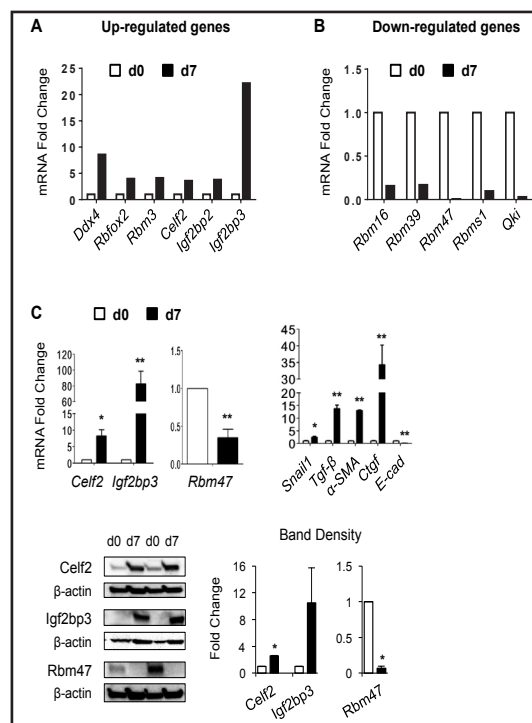 A
Up-regulated genes
d0 d7
mRNA Fold Change
25
20
15
10
5
0
Ddx4
Rbfox2
Rbm3
Celf2
Igf2bp2
Igf2bp3
B
Down-regulated genes
d0 d7
mRNA Fold Change
1.5
1.0
0.5
0.0
Rbm16
Rbm39
Rbm47
Rbms1
Qki
C
d0 d7
mRNA Fold Change
120
100
80
60
40
20
15
10
5
0
*
**
Celf2 Igf2bp3
1.5
1.0
0.5
0.0
**
Rbm47
45
40
35
30
25
20
15
10
5
0
*
**
**
**
**
Snail1
Tgf-β
α-SMA
Ctgf
E-cad
d0 d7 d0 d7
Celf2
β-actin
Igf2bp3
β-actin
Rbm47
β-actin
Band Density
Fold Change
16
12
8
4
0
*
Celf2
Igf2bp3
1.5
1
0.5
0
*
Rbm47